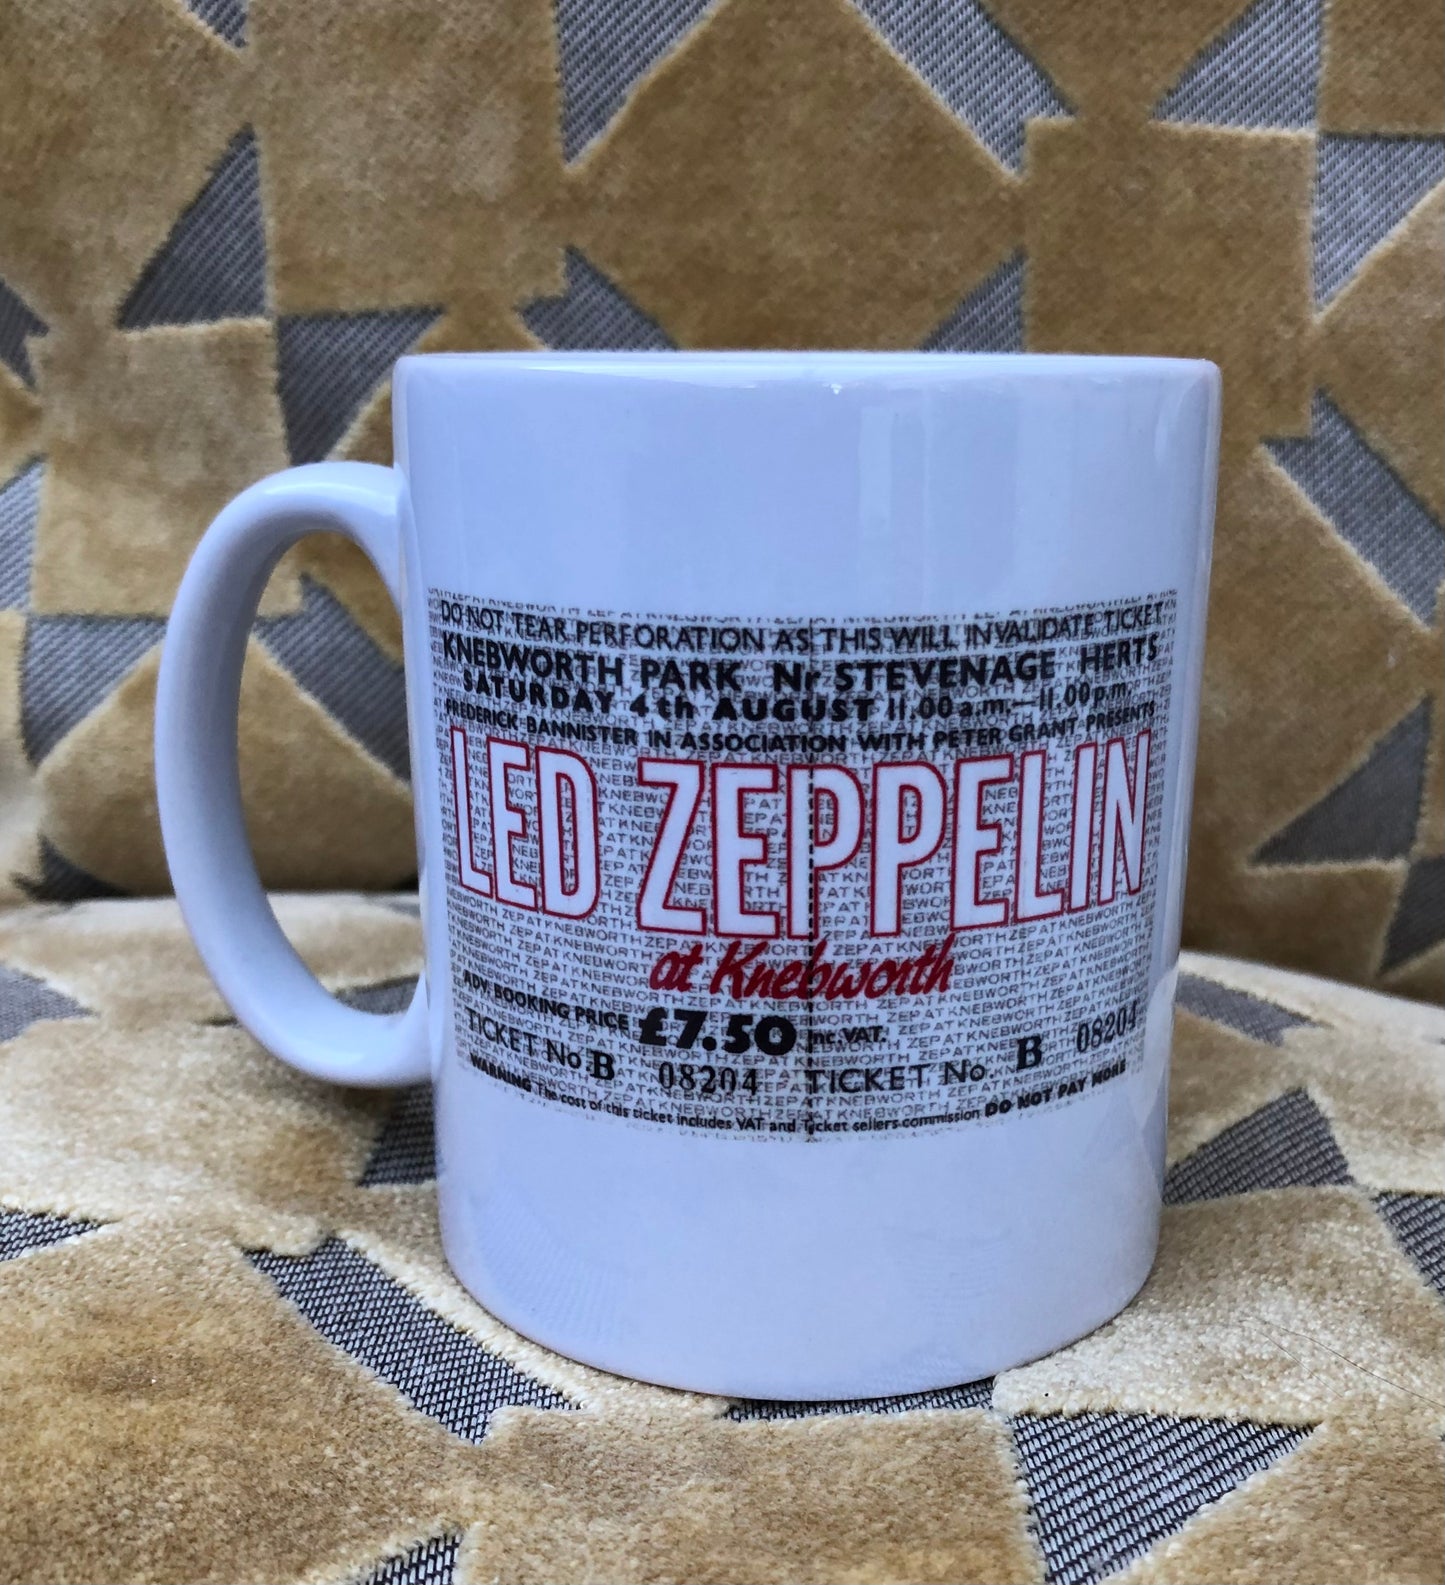 DO NOT TEAR PERFORATION AS THIS WILL INVALIDATE TICKET
KNEBWORTH PARK Nr STEVENAGE HERTS
SATURDAY 4th AUGUST 11.00 a.m.—11.00 p.m.
FREDERICK BANNISTER IN ASSOCIATION WITH PETER GRANT PRESENTS
LED ZEPPELIN
at Knebworth
ADV. BOOKING PRICE £7.50 Inc. VAT.
TICKET No. B 08204 TICKET No. B 08204
WARNING The cost of this ticket includes VAT and Ticket sellers commission DO NOT PAY MORE